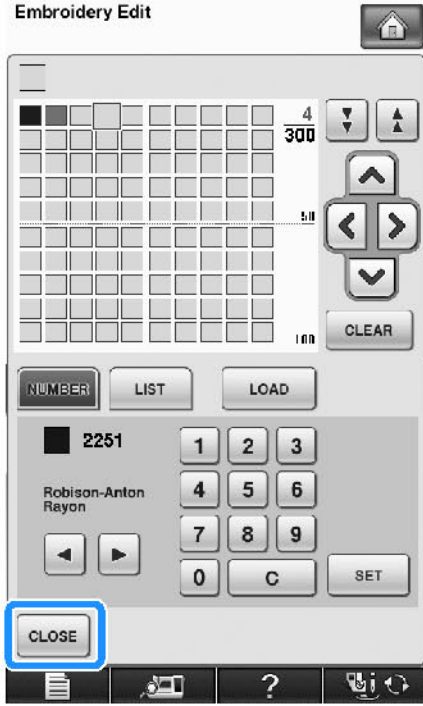 Embroidery Edit
4
300
50
100
CLEAR
NUMBER LIST LOAD
2251
Robison-Anton
Rayon
1 2 3
4 5 6
7 8 9
0 C
SET
CLOSE
?